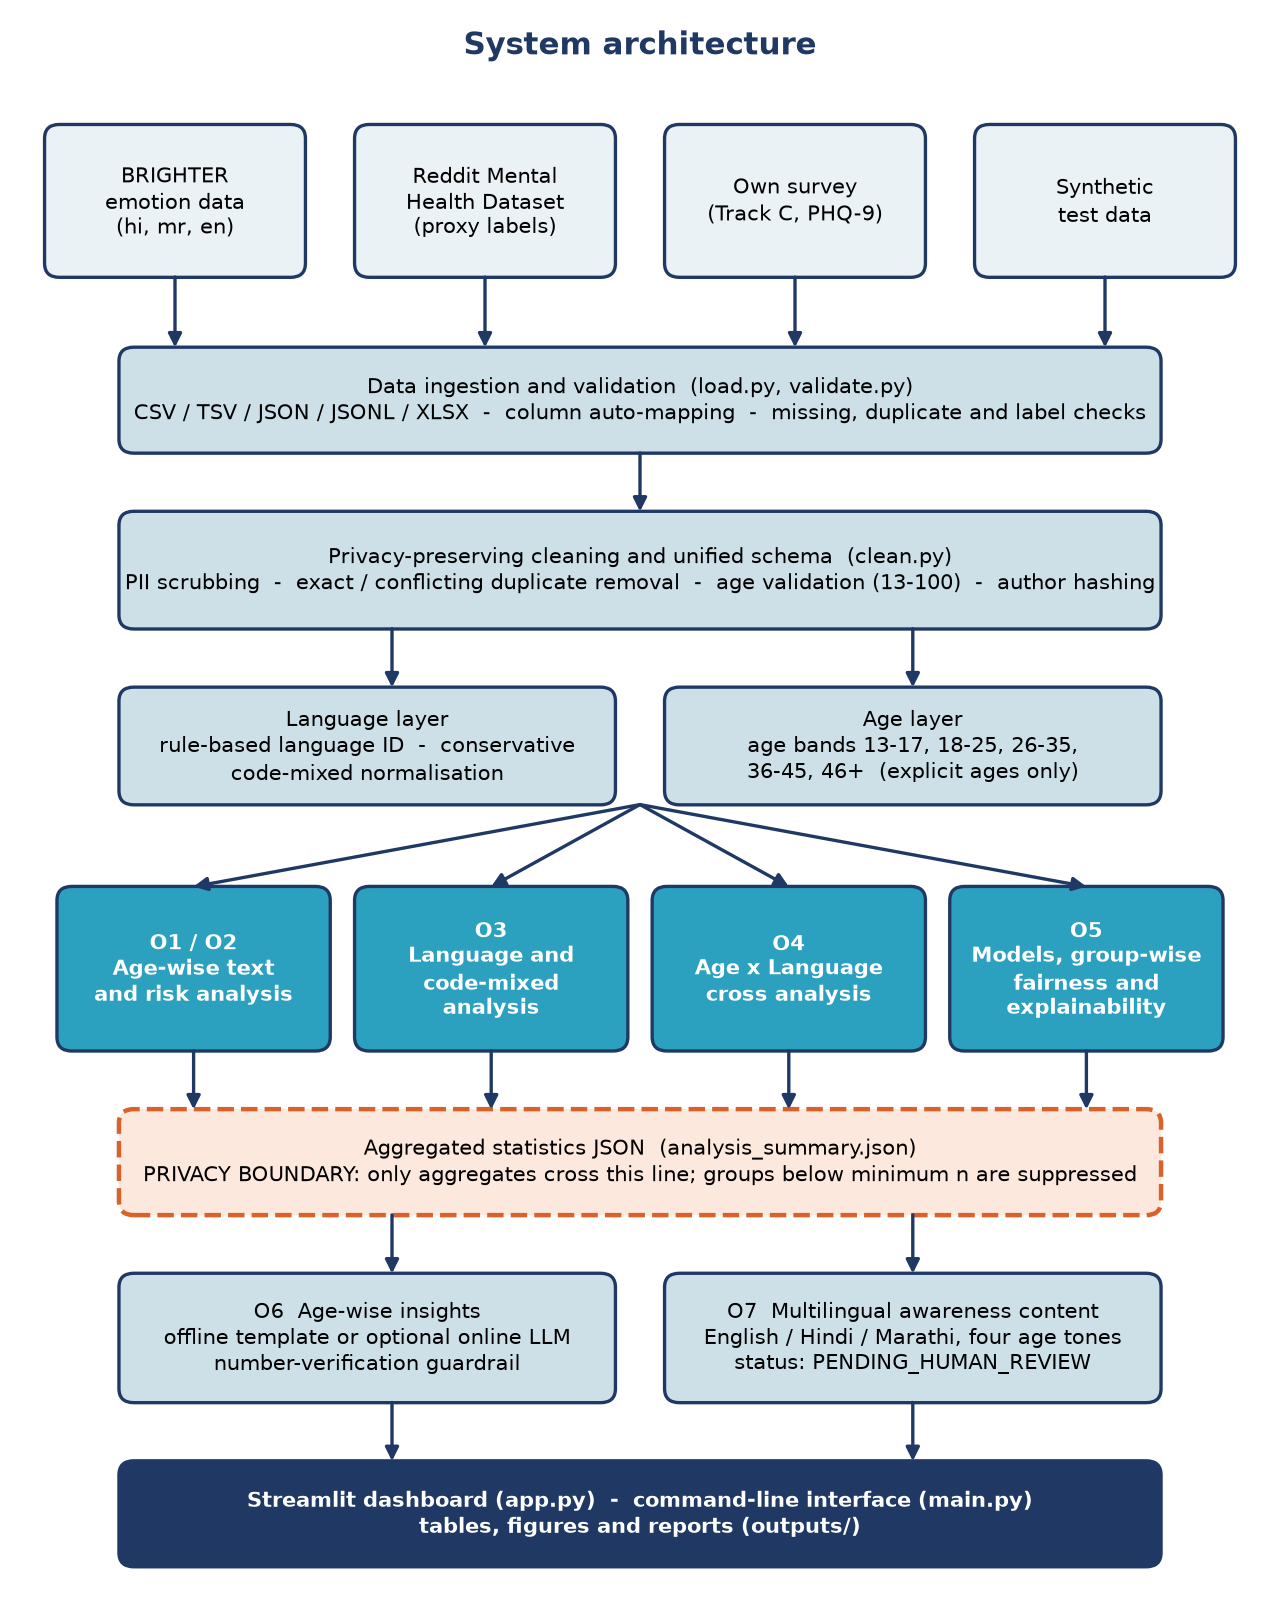 System architecture
BRIGHTER
emotion data
(hi, mr, en)
Reddit Mental
Health Dataset
(proxy labels)
Own survey
(Track C, PHQ-9)
Synthetic
test data
Data ingestion and validation  (load.py, validate.py)
CSV / TSV / JSON / JSONL / XLSX  -  column auto-mapping  -  missing, duplicate and label checks
Privacy-preserving cleaning and unified schema  (clean.py)
PII scrubbing  -  exact / conflicting duplicate removal  -  age validation (13-100)  -  author hashing
Language layer
rule-based language ID  -  conservative
code-mixed normalisation
Age layer
age bands 13-17, 18-25, 26-35,
36-45, 46+  (explicit ages only)
O1 / O2
Age-wise text
and risk analysis
O3
Language and
code-mixed
analysis
O4
Age x Language
cross analysis
O5
Models, group-wise
fairness and
explainability
Aggregated statistics JSON  (analysis_summary.json)
PRIVACY BOUNDARY: only aggregates cross this line; groups below minimum n are suppressed
O6  Age-wise insights
offline template or optional online LLM
number-verification guardrail
O7  Multilingual awareness content
English / Hindi / Marathi, four age tones
status: PENDING_HUMAN_REVIEW
Streamlit dashboard (app.py)  -  command-line interface (main.py)
tables, figures and reports (outputs/)